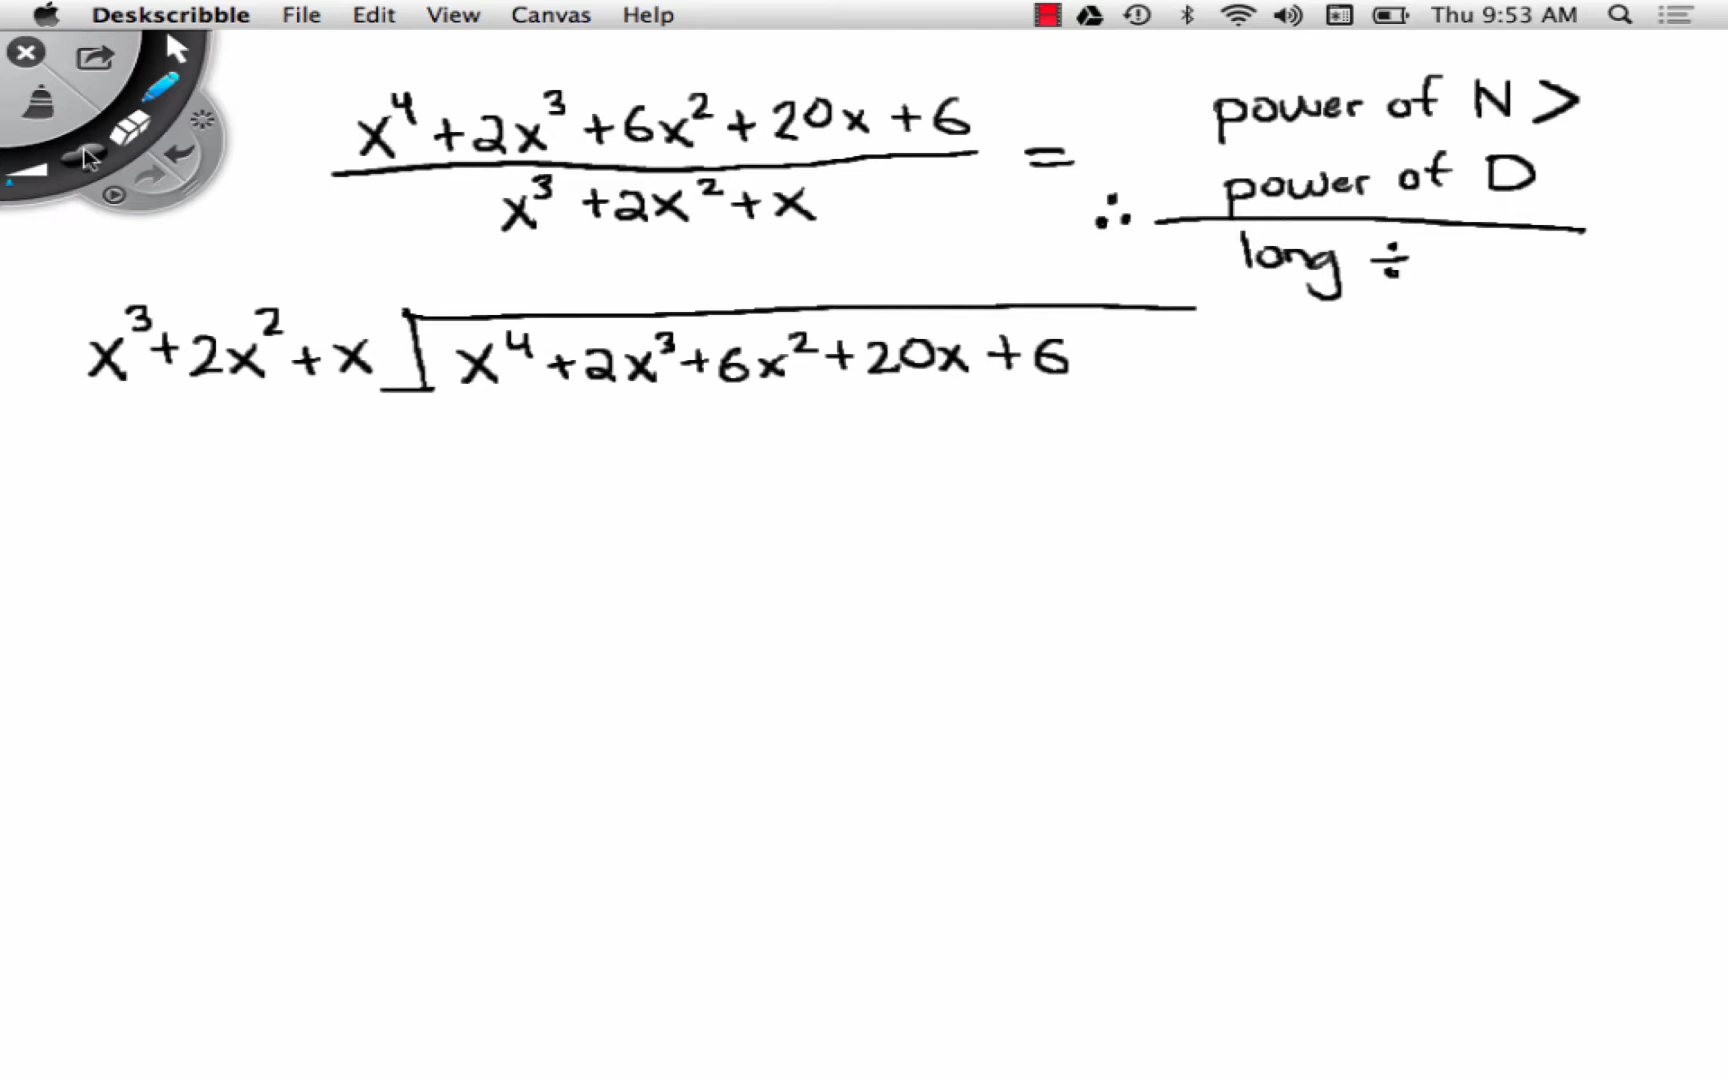 Deskscribble File Edit View Canvas Help Thu 9:53 AM
x⁴+2x³+6x²+20x+6 power of N >
=
x³+2x²+x ∴ power of D
long ÷
x³+2x²+x x⁴+2x³+6x²+20x+6